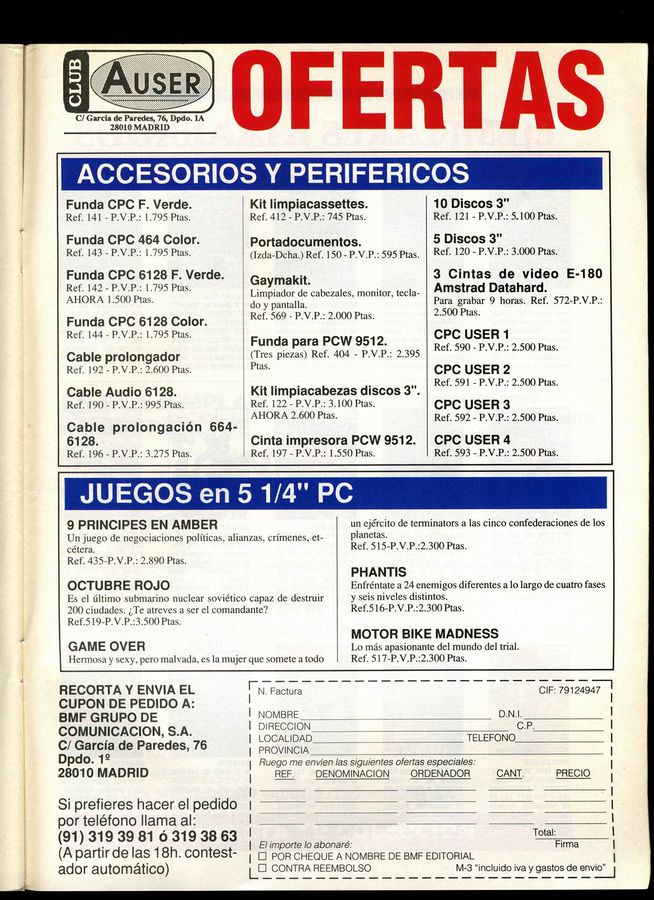 CLUB
AUSER
C/ García de Paredes, 76, Dpdo. 1A
28010 MADRID
OFERTAS
ACCESORIOS Y PERIFERICOS
Funda CPC F. Verde.
Ref. 141 - P.V.P.: 1.795 Ptas.
Funda CPC 464 Color.
Ref. 143 - P.V.P.: 1.795 Ptas.
Funda CPC 6128 F. Verde.
Ref. 142 - P.V.P.: 1.795 Ptas.
AHORA 1.500 Ptas.
Funda CPC 6128 Color.
Ref. 144 - P.V.P.: 1.795 Ptas.
Cable prolongador
Ref. 192 - P.V.P.: 2.600 Ptas.
Cable Audio 6128.
Ref. 190 - P.V.P.: 995 Ptas.
Cable prolongación 664-
6128.
Ref. 196 - P.V.P.: 3.275 Ptas.
Kit limpiacassettes.
Ref. 412 - P.V.P.: 745 Ptas.
Portadocumentos.
(Izda-Dcha.) Ref. 150 - P.V.P.: 595 Ptas.
Gaymakit.
Limpiador de cabezales, monitor, tecla-
do y pantalla.
Ref. 569 - P.V.P.: 2.000 Ptas.
Funda para PCW 9512.
(Tres piezas) Ref. 404 - P.V.P.: 2.395
Ptas.
Kit limpiacabezas discos 3".
Ref. 122 - P.V.P.: 3.100 Ptas.
AHORA 2.600 Ptas.
Cinta impresora PCW 9512.
Ref. 197 - P.V.P.: 1.550 Ptas.
10 Discos 3"
Ref. 121 - P.V.P.: 5.100 Ptas.
5 Discos 3"
Ref. 120 - P.V.P.: 3.000 Ptas.
3 Cintas de video E-180
Amstrad Datahard.
Para grabar 9 horas. Ref. 572-P.V.P.:
2.500 Ptas.
CPC USER 1
Ref. 590 - P.V.P.: 2.500 Ptas.
CPC USER 2
Ref. 591 - P.V.P.: 2.500 Ptas.
CPC USER 3
Ref. 592 - P.V.P.: 2.500 Ptas.
CPC USER 4
Ref. 593 - P.V.P.: 2.500 Ptas.
JUEGOS en 5 1/4" PC
9 PRINCIPES EN AMBER
Un juego de negociaciones políticas, alianzas, crímenes, et-
cétera.
Ref. 435-P.V.P.: 2.890 Ptas.
OCTUBRE ROJO
Es el último submarino nuclear soviético capaz de destruir
200 ciudades. ¿Te atreves a ser el comandante?
Ref.519-P.V.P.:3.500 Ptas.
GAME OVER
Hermosa y sexy, pero malvada, es la mujer que somete a todo
un ejército de terminators a las cinco confederaciones de los
planetas.
Ref. 515-P.V.P.:2.300 Ptas.
PHANTIS
Enfréntate a 24 enemigos diferentes a lo largo de cuatro fases
y seis niveles distintos.
Ref.516-P.V.P.:2.300 Ptas.
MOTOR BIKE MADNESS
Lo más apasionante del mundo del trial.
Ref. 517-P.V.P.:2.300 Ptas.
RECORTA Y ENVIA EL
CUPON DE PEDIDO A:
BMF GRUPO DE
COMUNICACION, S.A.
C/ García de Paredes, 76
Dpdo. 1º
28010 MADRID
Si prefieres hacer el pedido
por teléfono llama al:
(91) 319 39 81 ó 319 38 63
(A partir de las 18h. contest-
ador automático)
N. Factura CIF: 79124947
NOMBRE D.N.I.
DIRECCION C.P.
LOCALIDAD TELEFONO
PROVINCIA
Ruego me envíen las siguientes ofertas especiales:
REF. DENOMINACION ORDENADOR CANT. PRECIO
Total:
El importe lo abonaré: Firma
POR CHEQUE A NOMBRE DE BMF EDITORIAL
CONTRA REEMBOLSO M-3 "incluido iva y gastos de envio"